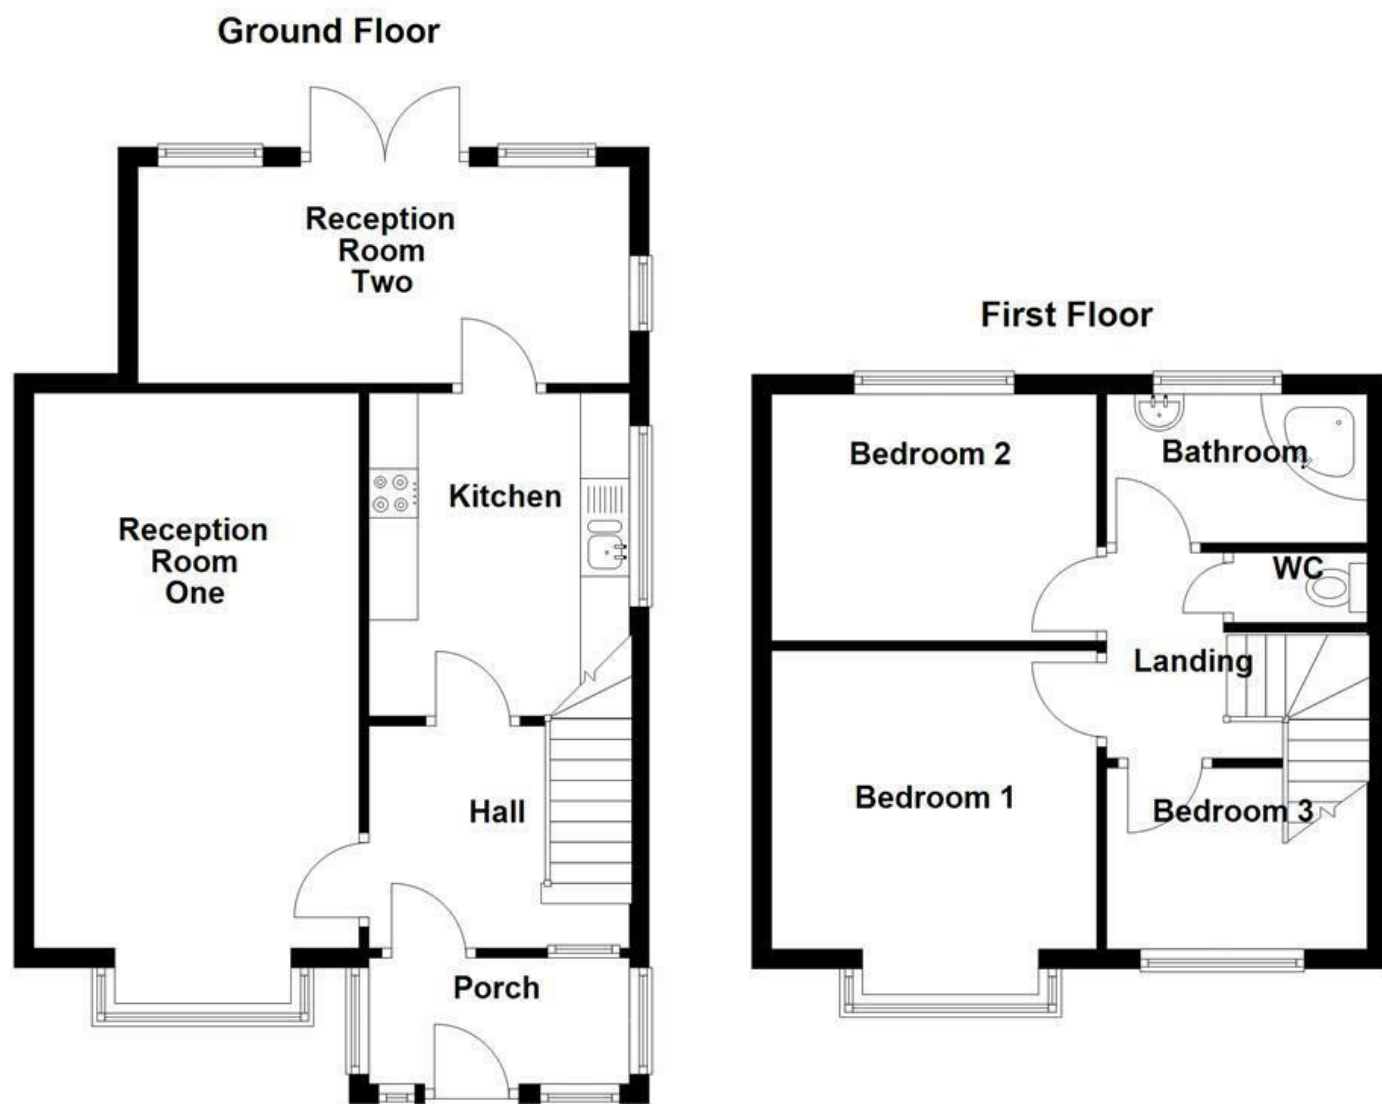 Ground Floor
Reception
Room
Two
Kitchen
Reception
Room
One
Hall
Porch
First Floor
Bedroom 2
Bathroom
WC
Landing
Bedroom 1
Bedroom 3